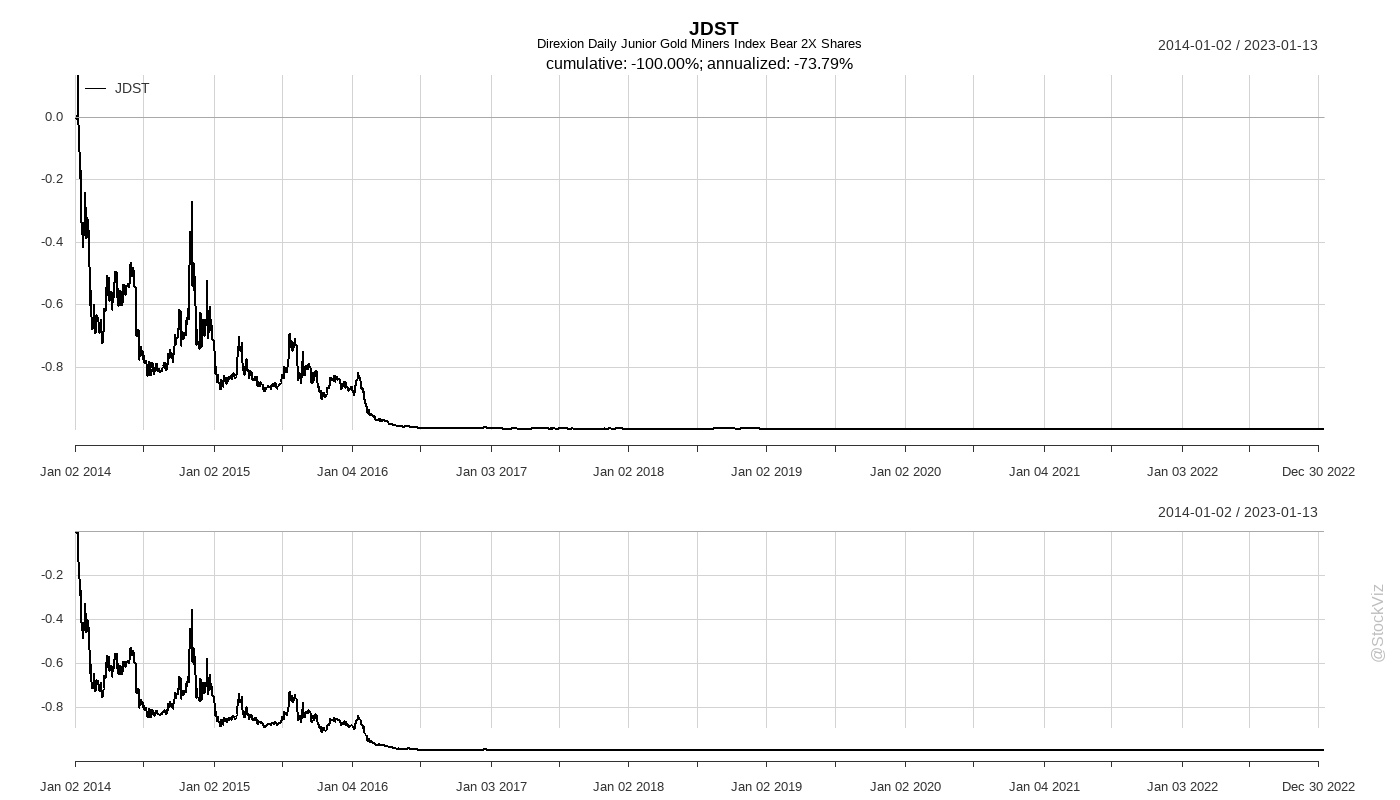 JDST
Direxion Daily Junior Gold Miners Index Bear 2X Shares
cumulative: -100.00%; annualized: -73.79%
2014-01-02 / 2023-01-13
JDST
0.0
-0.2
-0.4
-0.6
-0.8
Jan 02 2014 Jan 02 2015 Jan 04 2016 Jan 03 2017 Jan 02 2018 Jan 02 2019 Jan 02 2020 Jan 04 2021 Jan 03 2022 Dec 30 2022
2014-01-02 / 2023-01-13
-0.2
-0.4
-0.6
-0.8
Jan 02 2014 Jan 02 2015 Jan 04 2016 Jan 03 2017 Jan 02 2018 Jan 02 2019 Jan 02 2020 Jan 04 2021 Jan 03 2022 Dec 30 2022
@StockViz